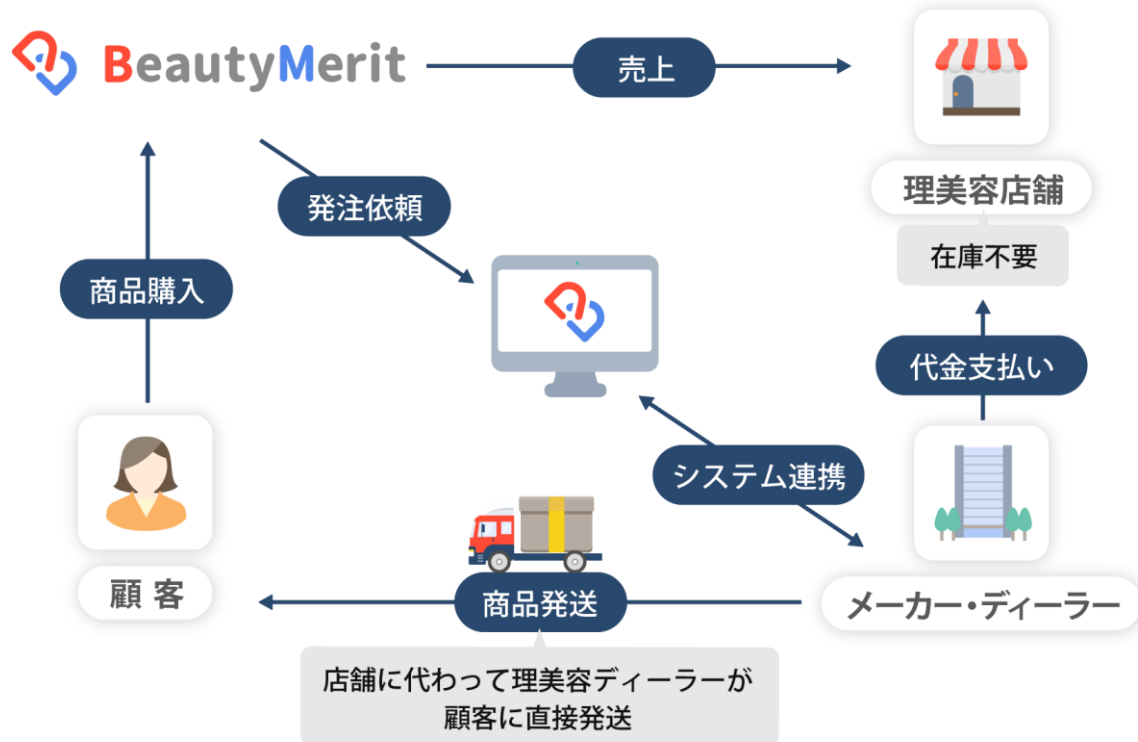 BeautyMerit
売上
理美容店舗
在庫不要
発注依頼
商品購入
代金支払い
システム連携
顧客
商品発送
メーカー・ディーラー
店舗に代わって理美容ディーラーが
顧客に直接発送